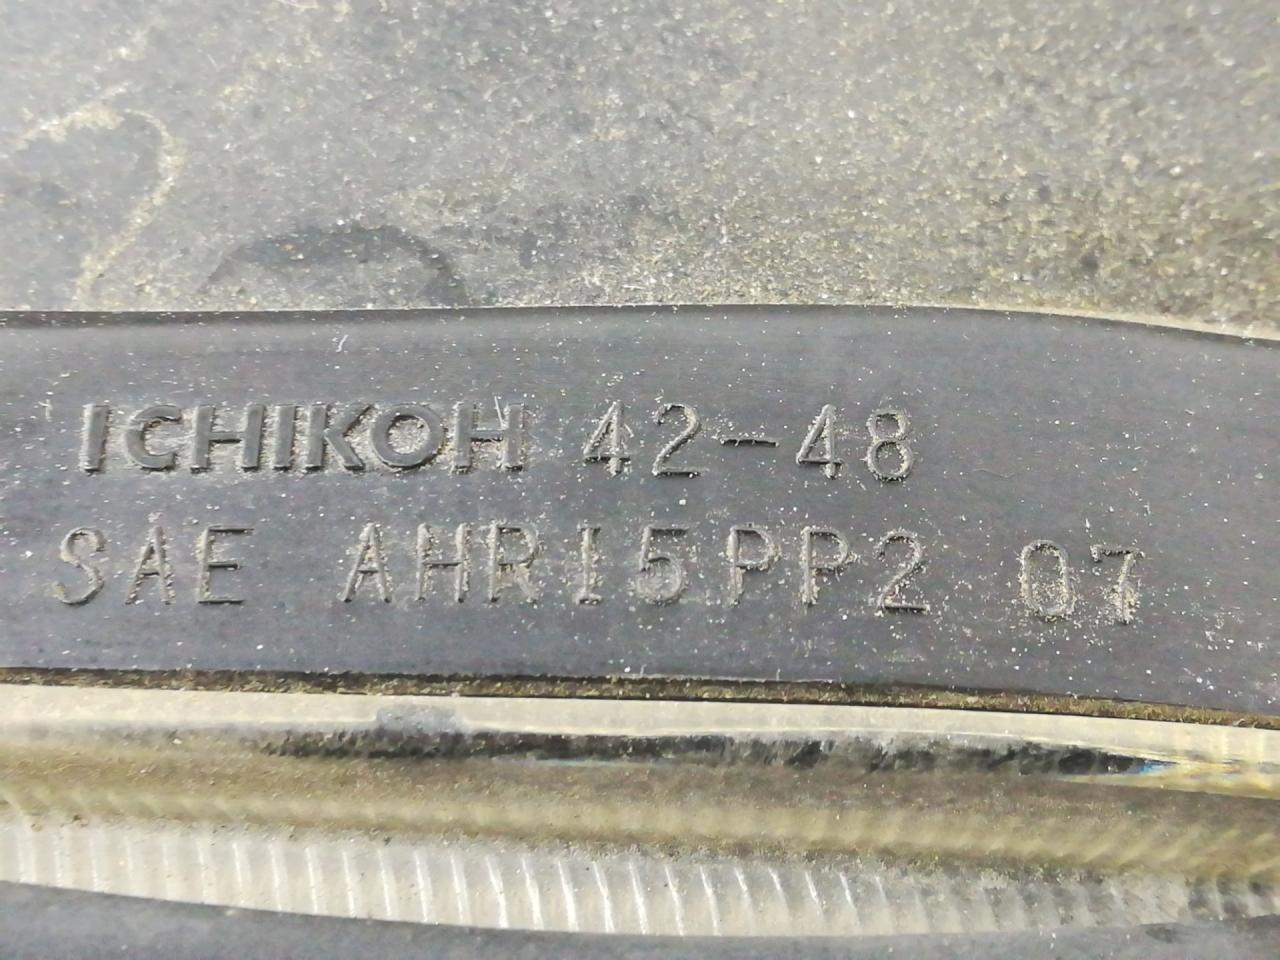 ICHIKOH 42-48
SAE AHRI5PP2 07